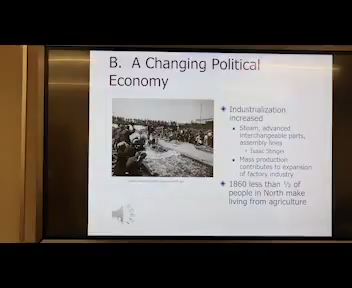 B. A Changing Political
Economy
Industrialization
increased
Steam, advanced
interchangeable parts,
assembly lines
Isaac Singer
Mass production
contributes to expansion
of factory industry
1860 less than ½ of
people in North make
living from agriculture